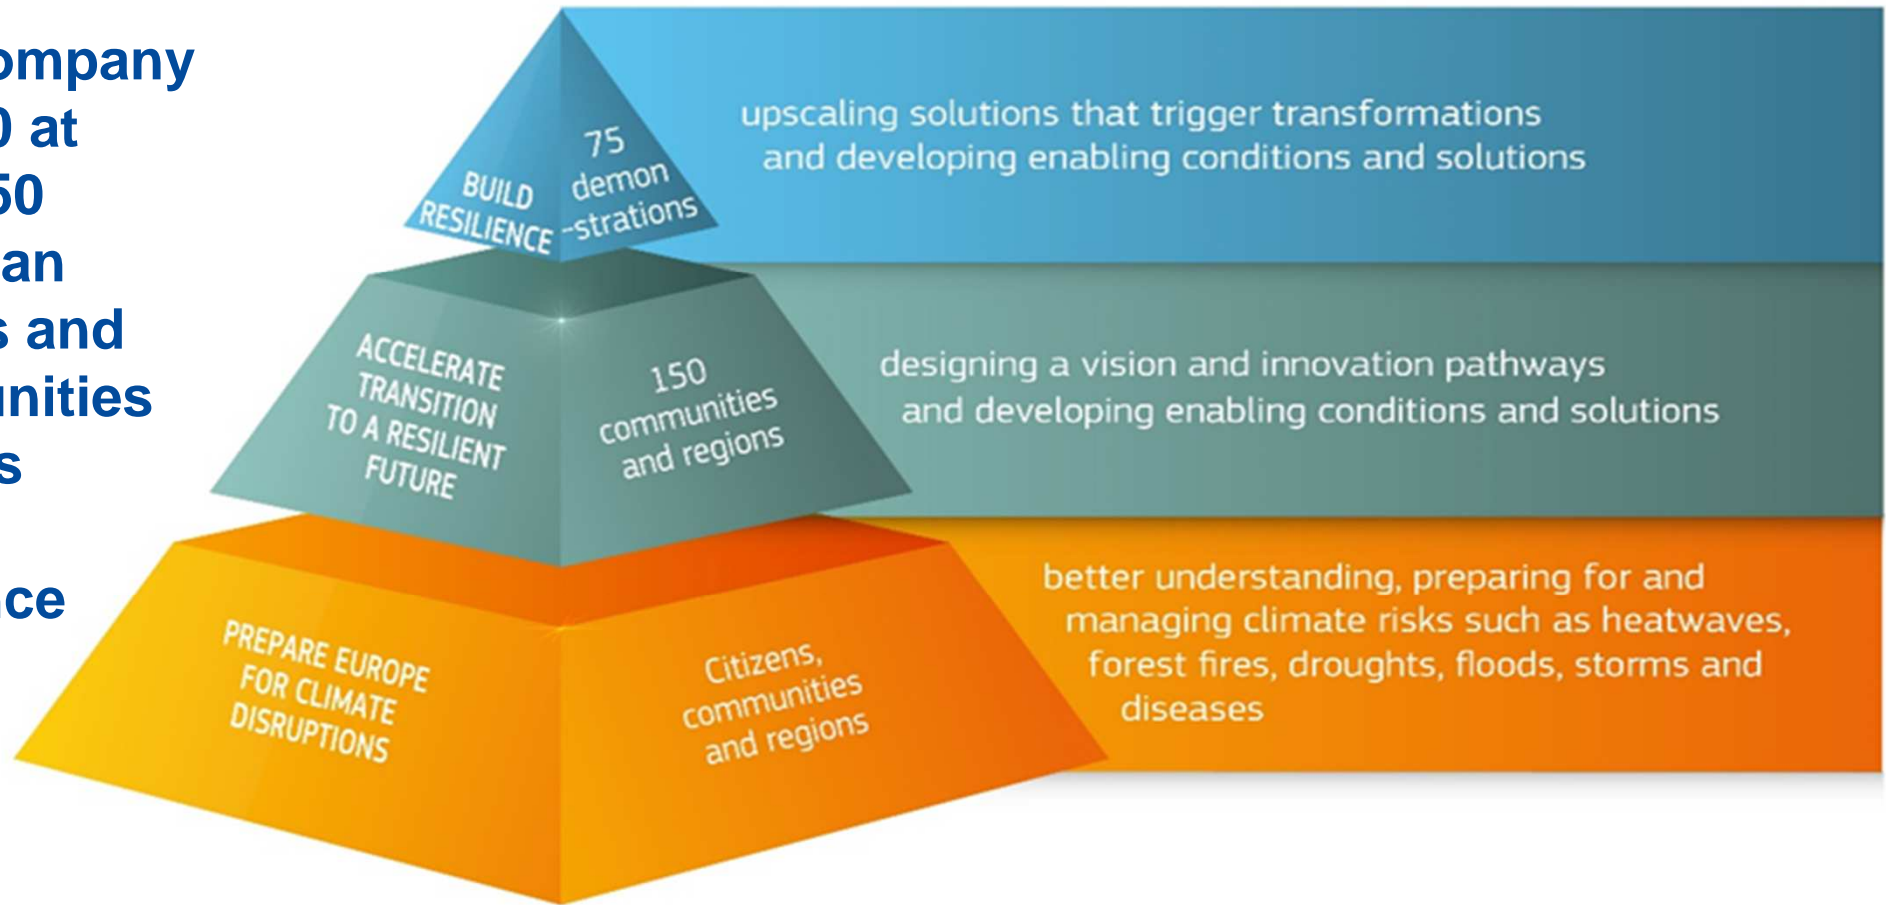 ompany
0 at
50
an
s and
unities
s
nce
BUILD
RESILIENCE
75
demon
-strations
upscaling solutions that trigger transformations
and developing enabling conditions and solutions
ACCELERATE
TRANSITION
TO A RESILIENT
FUTURE
150
communities
and regions
designing a vision and innovation pathways
and developing enabling conditions and solutions
PREPARE EUROPE
FOR CLIMATE
DISRUPTIONS
Citizens,
communities
and regions
better understanding, preparing for and
managing climate risks such as heatwaves,
forest fires, droughts, floods, storms and
diseases